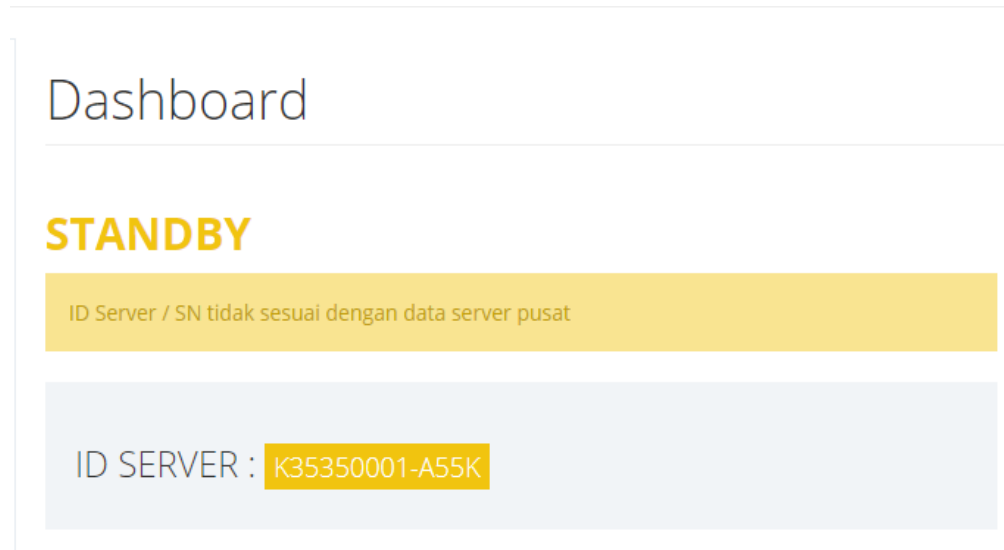 Dashboard
STANDBY
ID Server / SN tidak sesuai dengan data server pusat
ID SERVER : K35350001-A55K